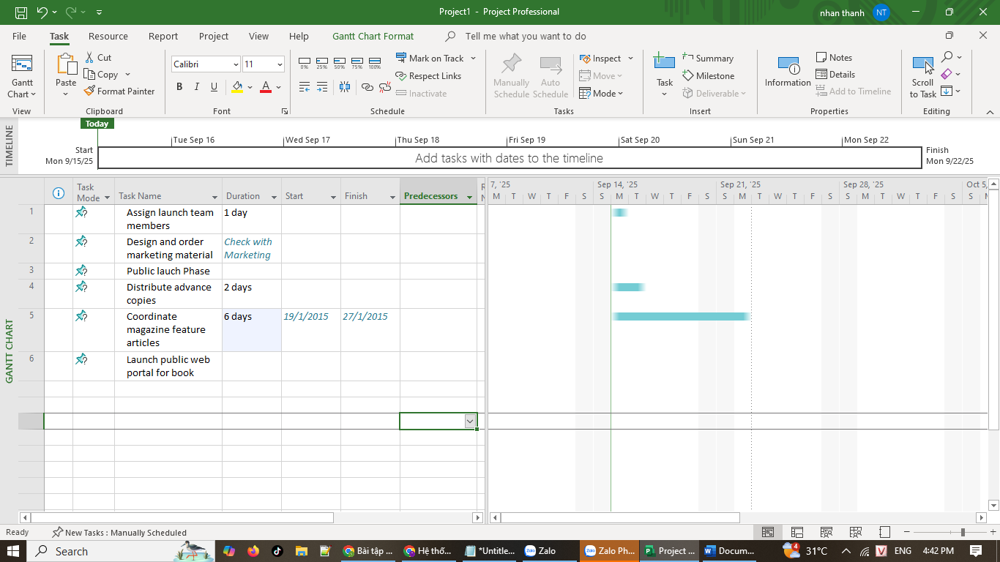 Project1 - Project Professional
nhan thanh NT
File Task Resource Report Project View Help Gantt Chart Format Tell me what you want to do
Gantt
Chart
View
Paste
Cut
Copy
Format Painter
Clipboard
Calibri 11
B I U A
Font
0% 25% 50% 75% 100%
Mark on Track
Respect Links
Inactivate
Schedule
Manually
Schedule
Auto
Schedule
Inspect
Move
Mode
Tasks
Task
Summary
Milestone
Deliverable
Insert
Information
Notes
Details
Add to Timeline
Properties
Scroll
to Task
Editing
TIMELINE
Today
Tue Sep 16 Wed Sep 17 Thu Sep 18 Fri Sep 19 Sat Sep 20 Sun Sep 21 Mon Sep 22
Start
Mon 9/15/25
Add tasks with dates to the timeline
Finish
Mon 9/22/25
GANTT CHART
Task
Mode
Task Name Duration Start Finish Predecessors
R
N
7, '25 Sep 14, '25 Sep 21, '25 Sep 28, '25 Oct 5,
M T W T F S S M T W T F S S M T W T F S S M T W T F S S M
1 Assign launch team
members
1 day
2 Design and order
marketing material
Check with
Marketing
3 Public lauch Phase
4 Distribute advance
copies
2 days
5 Coordinate
magazine feature
articles
6 days 19/1/2015 27/1/2015
6 Launch public web
portal for book
Ready New Tasks : Manually Scheduled
Search
Bài tập ...
Hệ thố...
*Untitle...
Zalo
Zalo Ph...
Project ...
Docum...
4 31°C V ENG 4:42 PM